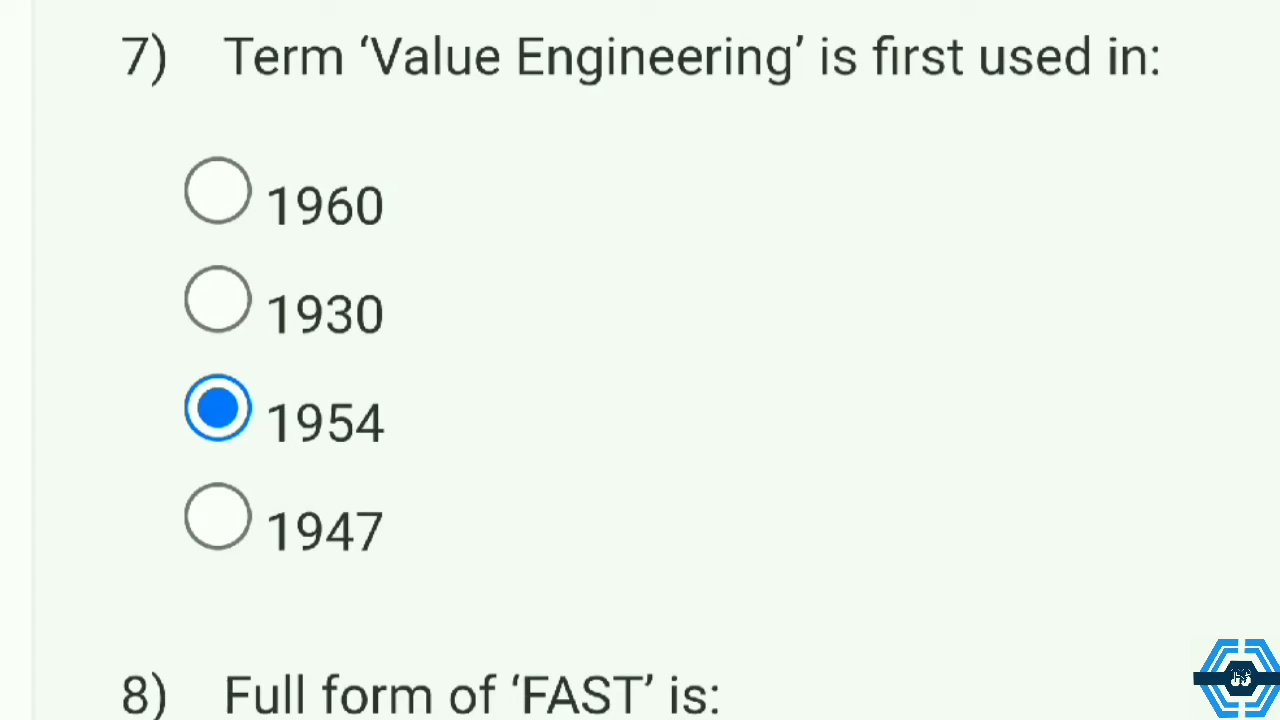 7) Term ‘Value Engineering’ is first used in:
1960
1930
1954
1947
8) Full form of ‘FAST’ is: